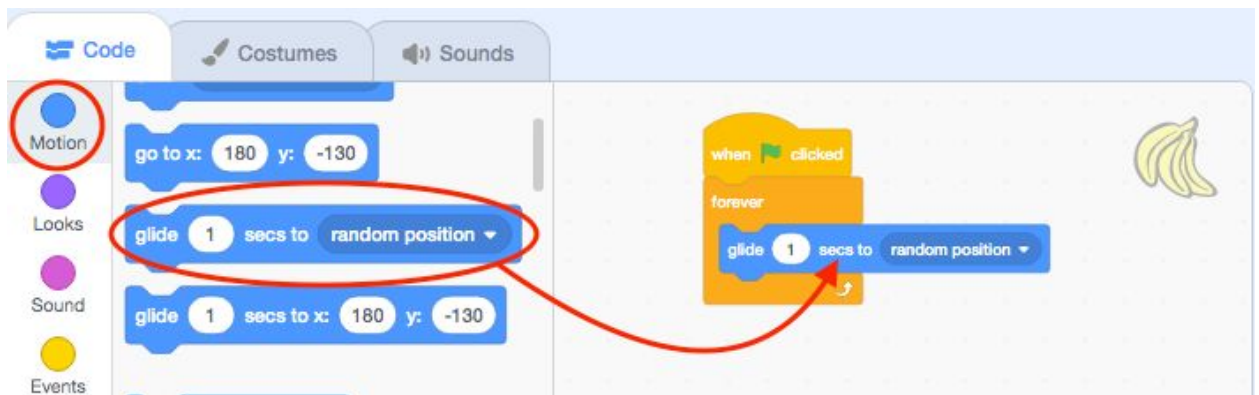 Code
Costumes
Sounds
Motion
Looks
Sound
Events
go to x: 180 y: -130
glide 1 secs to random position
glide 1 secs to x: 180 y: -130
when clicked
forever
glide 1 secs to random position